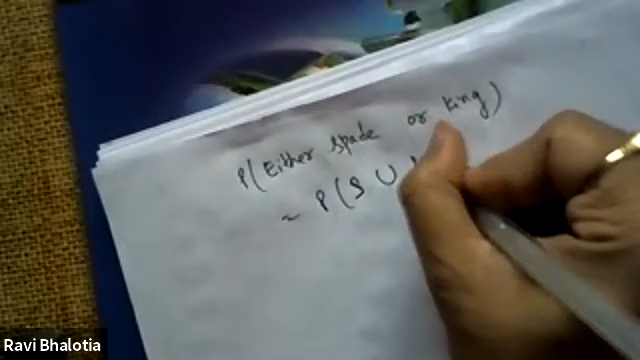 P(Either spade or king)
~ P(S ∪
Ravi Bhalotia